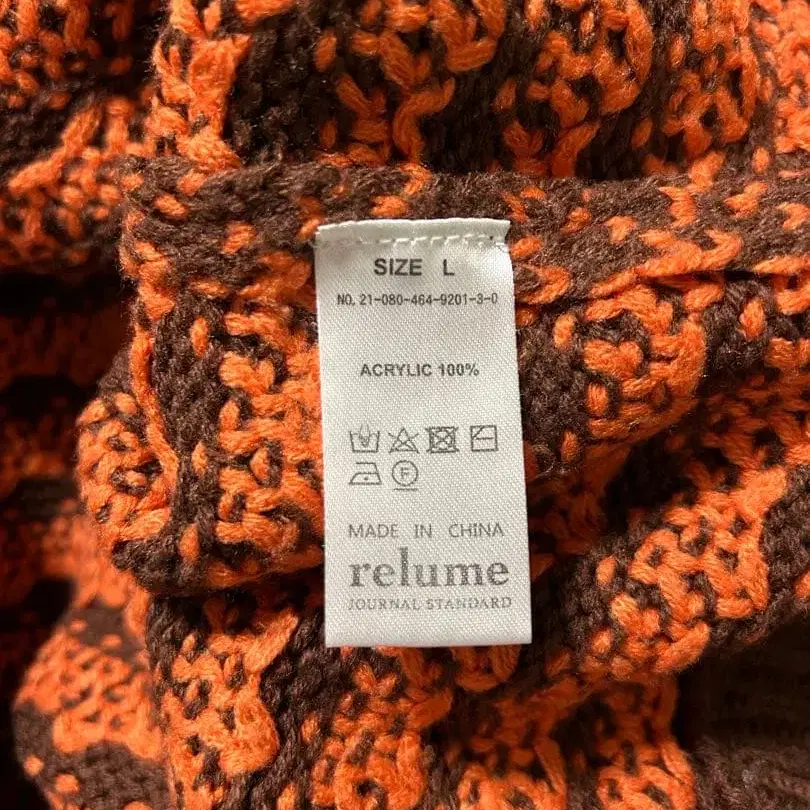 SIZE L
NO. 21-080-464-9201-3-0
ACRYLIC 100%
F
MADE IN CHINA
relume
JOURNAL STANDARD